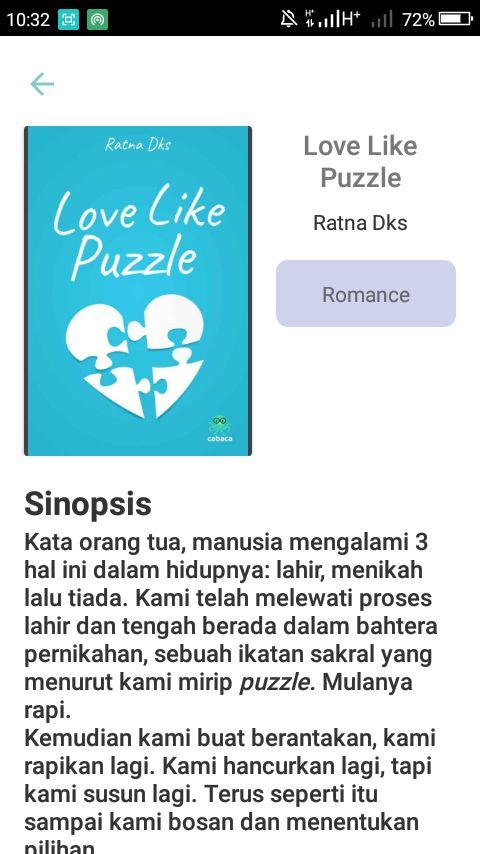 10:32
H+
H+
72%
Ratna Dks
Love Like
Puzzle
cabaca
Love Like
Puzzle
Ratna Dks
Romance
Sinopsis
Kata orang tua, manusia mengalami 3
hal ini dalam hidupnya: lahir, menikah
lalu tiada. Kami telah melewati proses
lahir dan tengah berada dalam bahtera
pernikahan, sebuah ikatan sakral yang
menurut kami mirip puzzle. Mulanya
rapi.
Kemudian kami buat berantakan, kami
rapikan lagi. Kami hancurkan lagi, tapi
kami susun lagi. Terus seperti itu
sampai kami bosan dan menentukan
pilihan